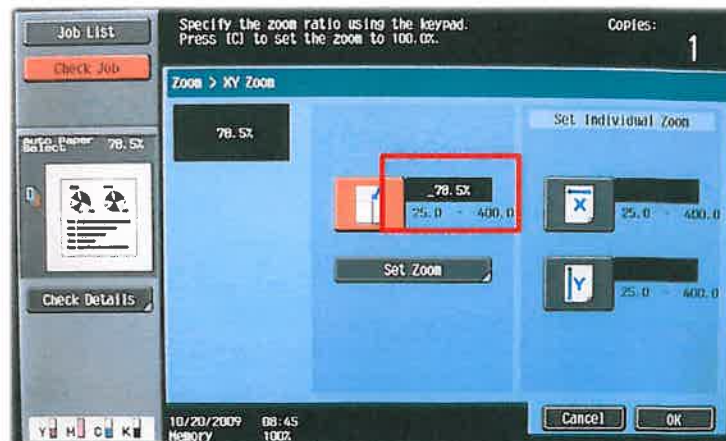 Job List
Check Job
Auto Paper
Select
78.5%
Check Details
Y M C K
Specify the zoom ratio using the keypad.
Press [C] to set the zoom to 100.0%.
Copies:
1
Zoom > XY Zoom
78.5%
_78.5%
25.0 - 400.0
Set Zoom
Set Individual Zoom
X
25.0 - 400.0
Y
25.0 - 400.0
10/20/2009 08:45
Memory 100%
Cancel
OK